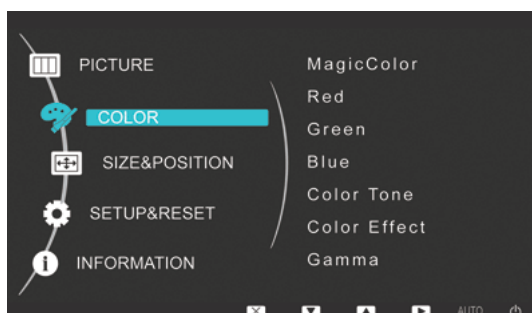 PICTURE
COLOR
SIZE&POSITION
SETUP&RESET
INFORMATION
MagicColor
Red
Green
Blue
Color Tone
Color Effect
Gamma
AUTO